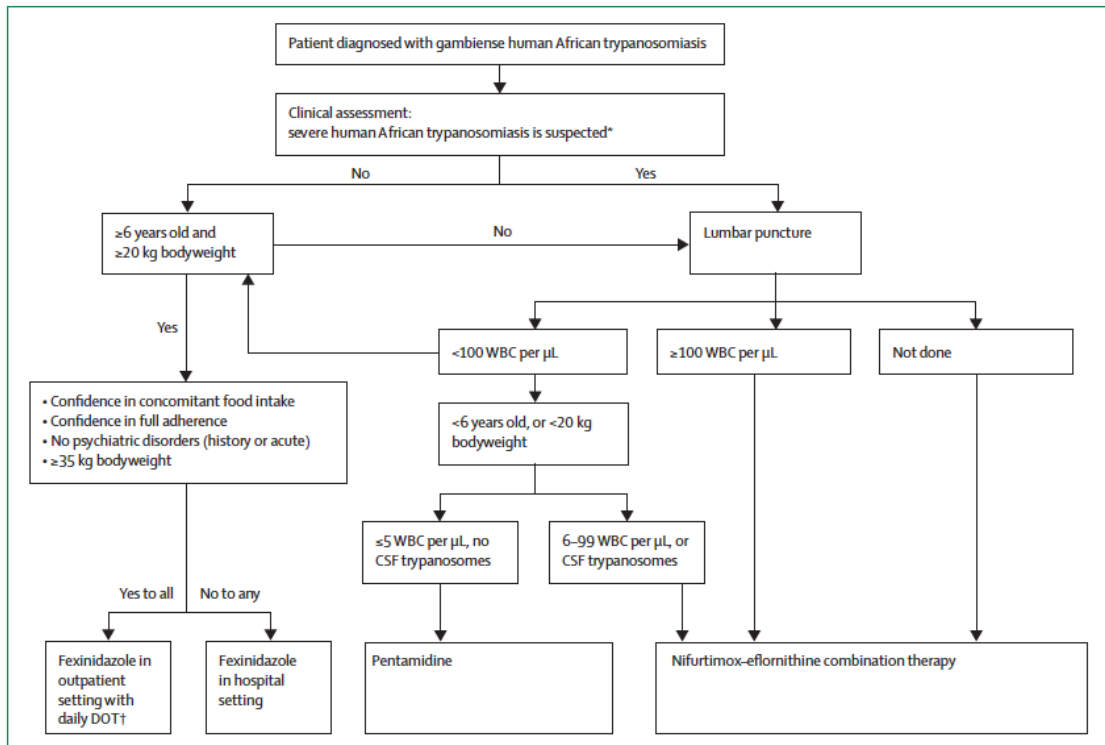 Patient diagnosed with gambiense human African trypanosomiasis
Clinical assessment:
severe human African trypanosomiasis is suspected*
No
Yes
≥6 years old and
≥20 kg bodyweight
No
Lumbar puncture
Yes
<100 WBC per µL
≥100 WBC per µL
Not done
• Confidence in concomitant food intake
• Confidence in full adherence
• No psychiatric disorders (history or acute)
• ≥35 kg bodyweight
<6 years old, or <20 kg
bodyweight
≤5 WBC per µL, no
CSF trypanosomes
6–99 WBC per µL, or
CSF trypanosomes
Yes to all
No to any
Fexinidazole in
outpatient
setting with
daily DOT†
Fexinidazole
in hospital
setting
Pentamidine
Nifurtimox–eflornithine combination therapy